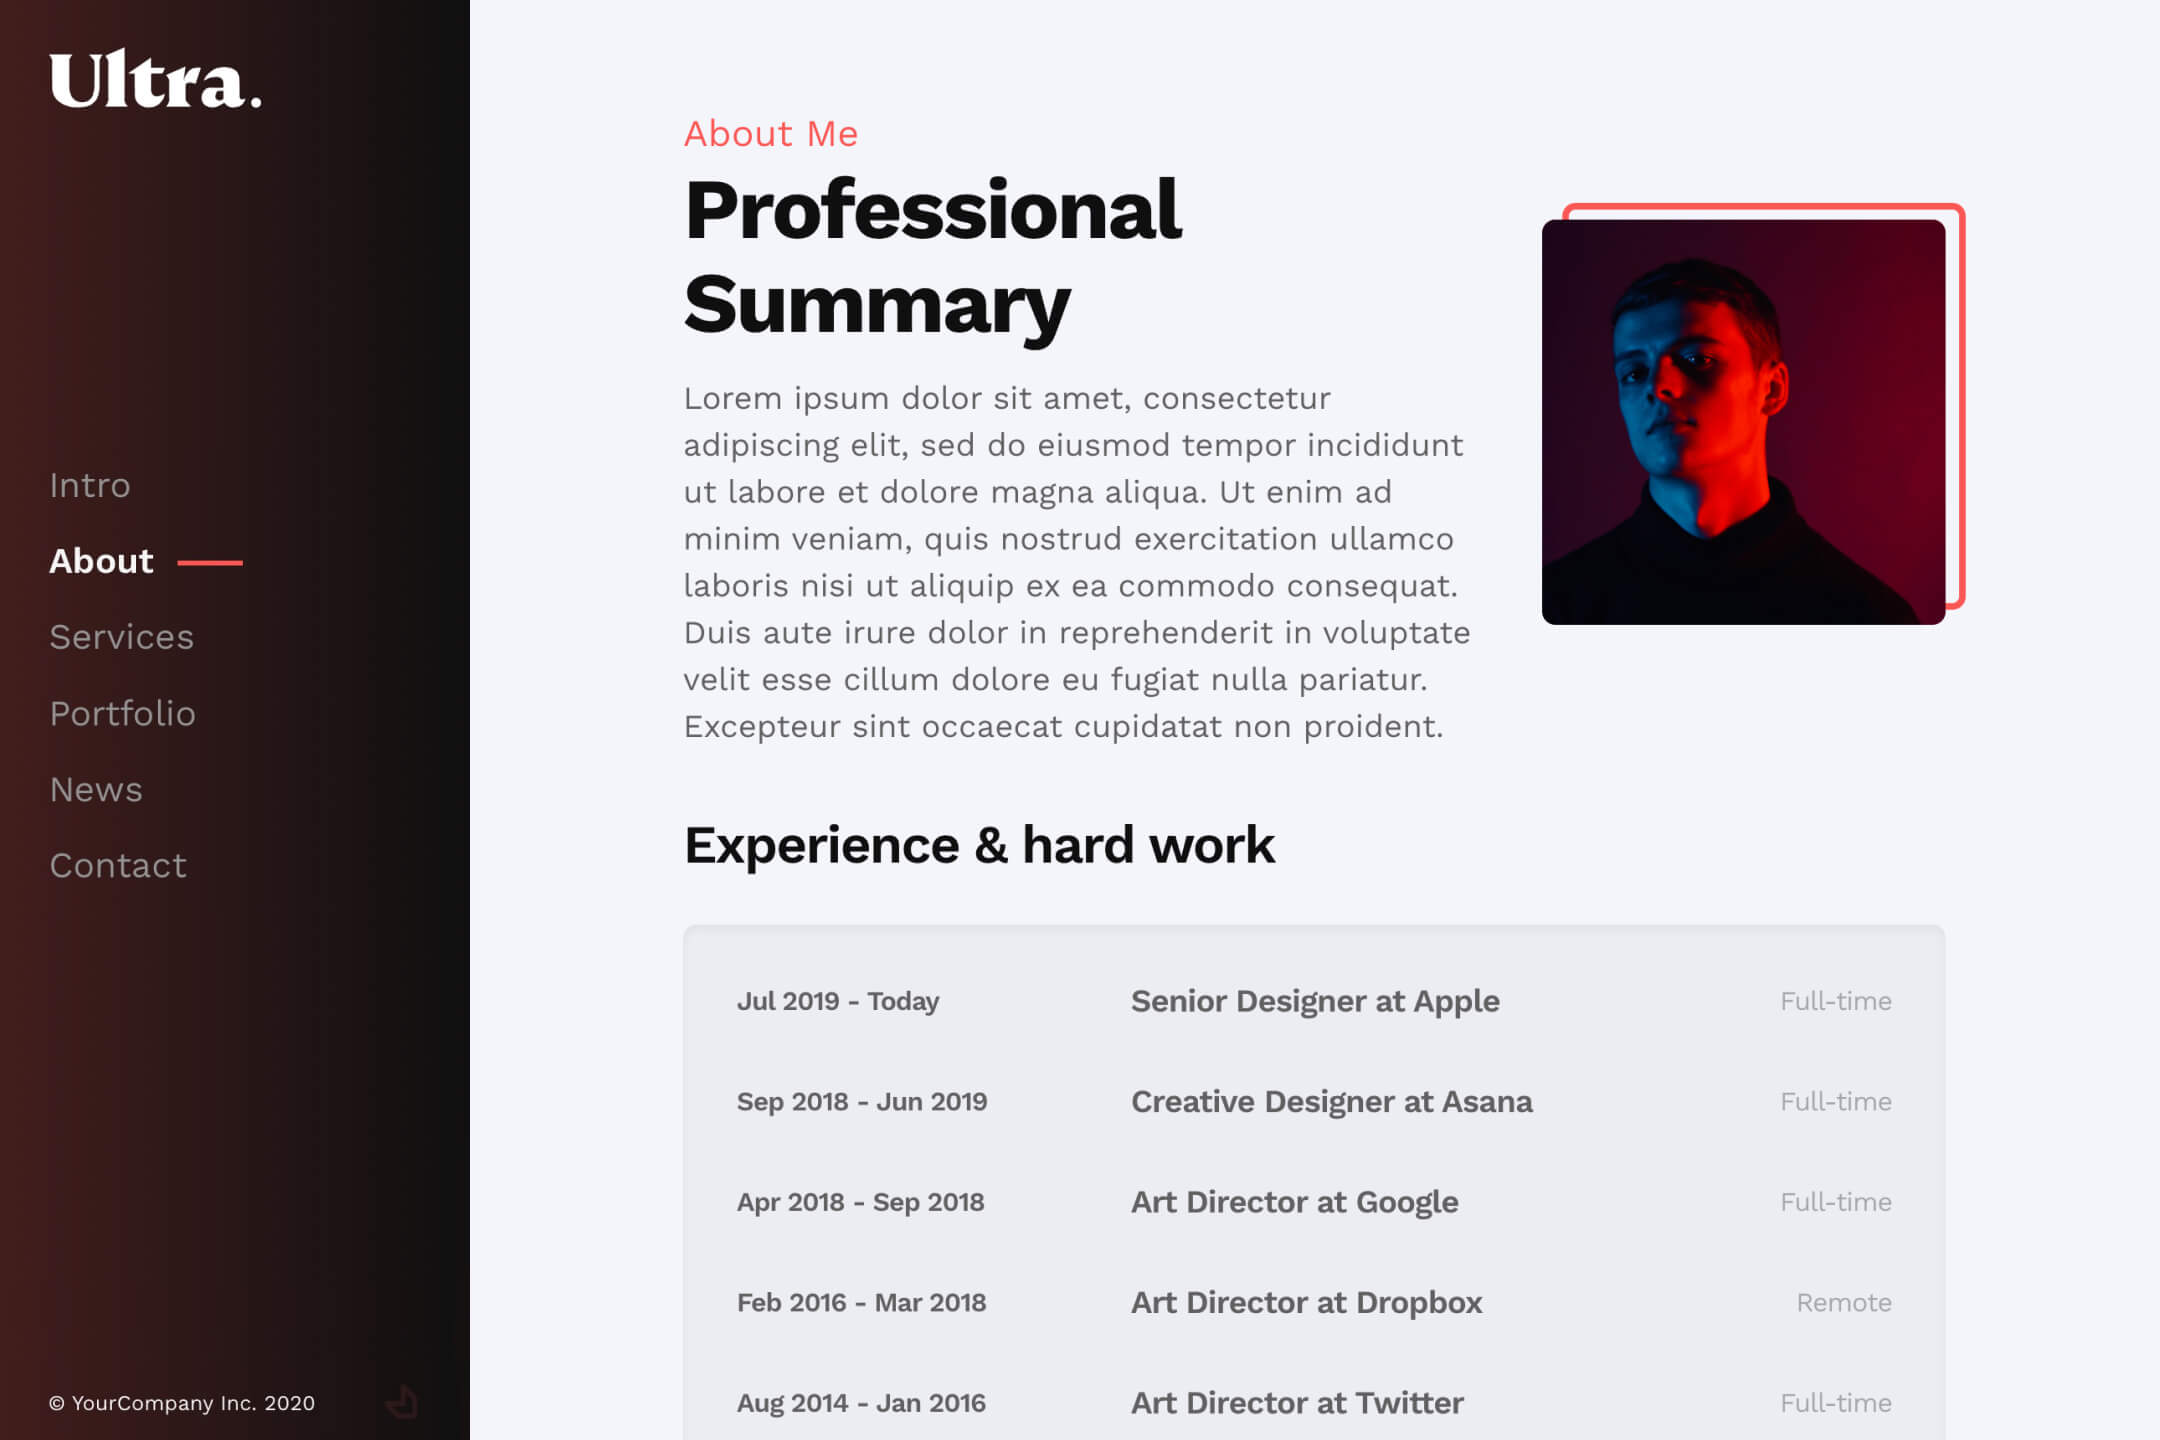 Ultra.
Intro
About
Services
Portfolio
News
Contact
© YourCompany Inc. 2020
About Me
Professional
Summary
Lorem ipsum dolor sit amet, consectetur
adipiscing elit, sed do eiusmod tempor incididunt
ut labore et dolore magna aliqua. Ut enim ad
minim veniam, quis nostrud exercitation ullamco
laboris nisi ut aliquip ex ea commodo consequat.
Duis aute irure dolor in reprehenderit in voluptate
velit esse cillum dolore eu fugiat nulla pariatur.
Excepteur sint occaecat cupidatat non proident.
Experience & hard work
Jul 2019 - Today Senior Designer at Apple Full-time
Sep 2018 - Jun 2019 Creative Designer at Asana Full-time
Apr 2018 - Sep 2018 Art Director at Google Full-time
Feb 2016 - Mar 2018 Art Director at Dropbox Remote
Aug 2014 - Jan 2016 Art Director at Twitter Full-time